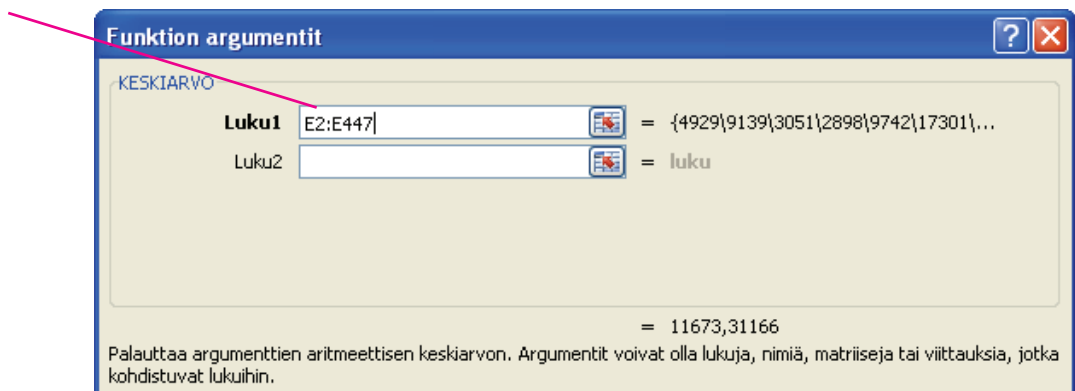 Funktion argumentit
KESKIARVO
Luku1 E2:E447 = {4929\9139\3051\2898\9742\17301\...
Luku2 = luku
= 11673,31166
Palauttaa argumenttien aritmeettisen keskiarvon. Argumentit voivat olla lukuja, nimiä, matriiseja tai viittauksia, jotka
kohdistuvat lukuihin.